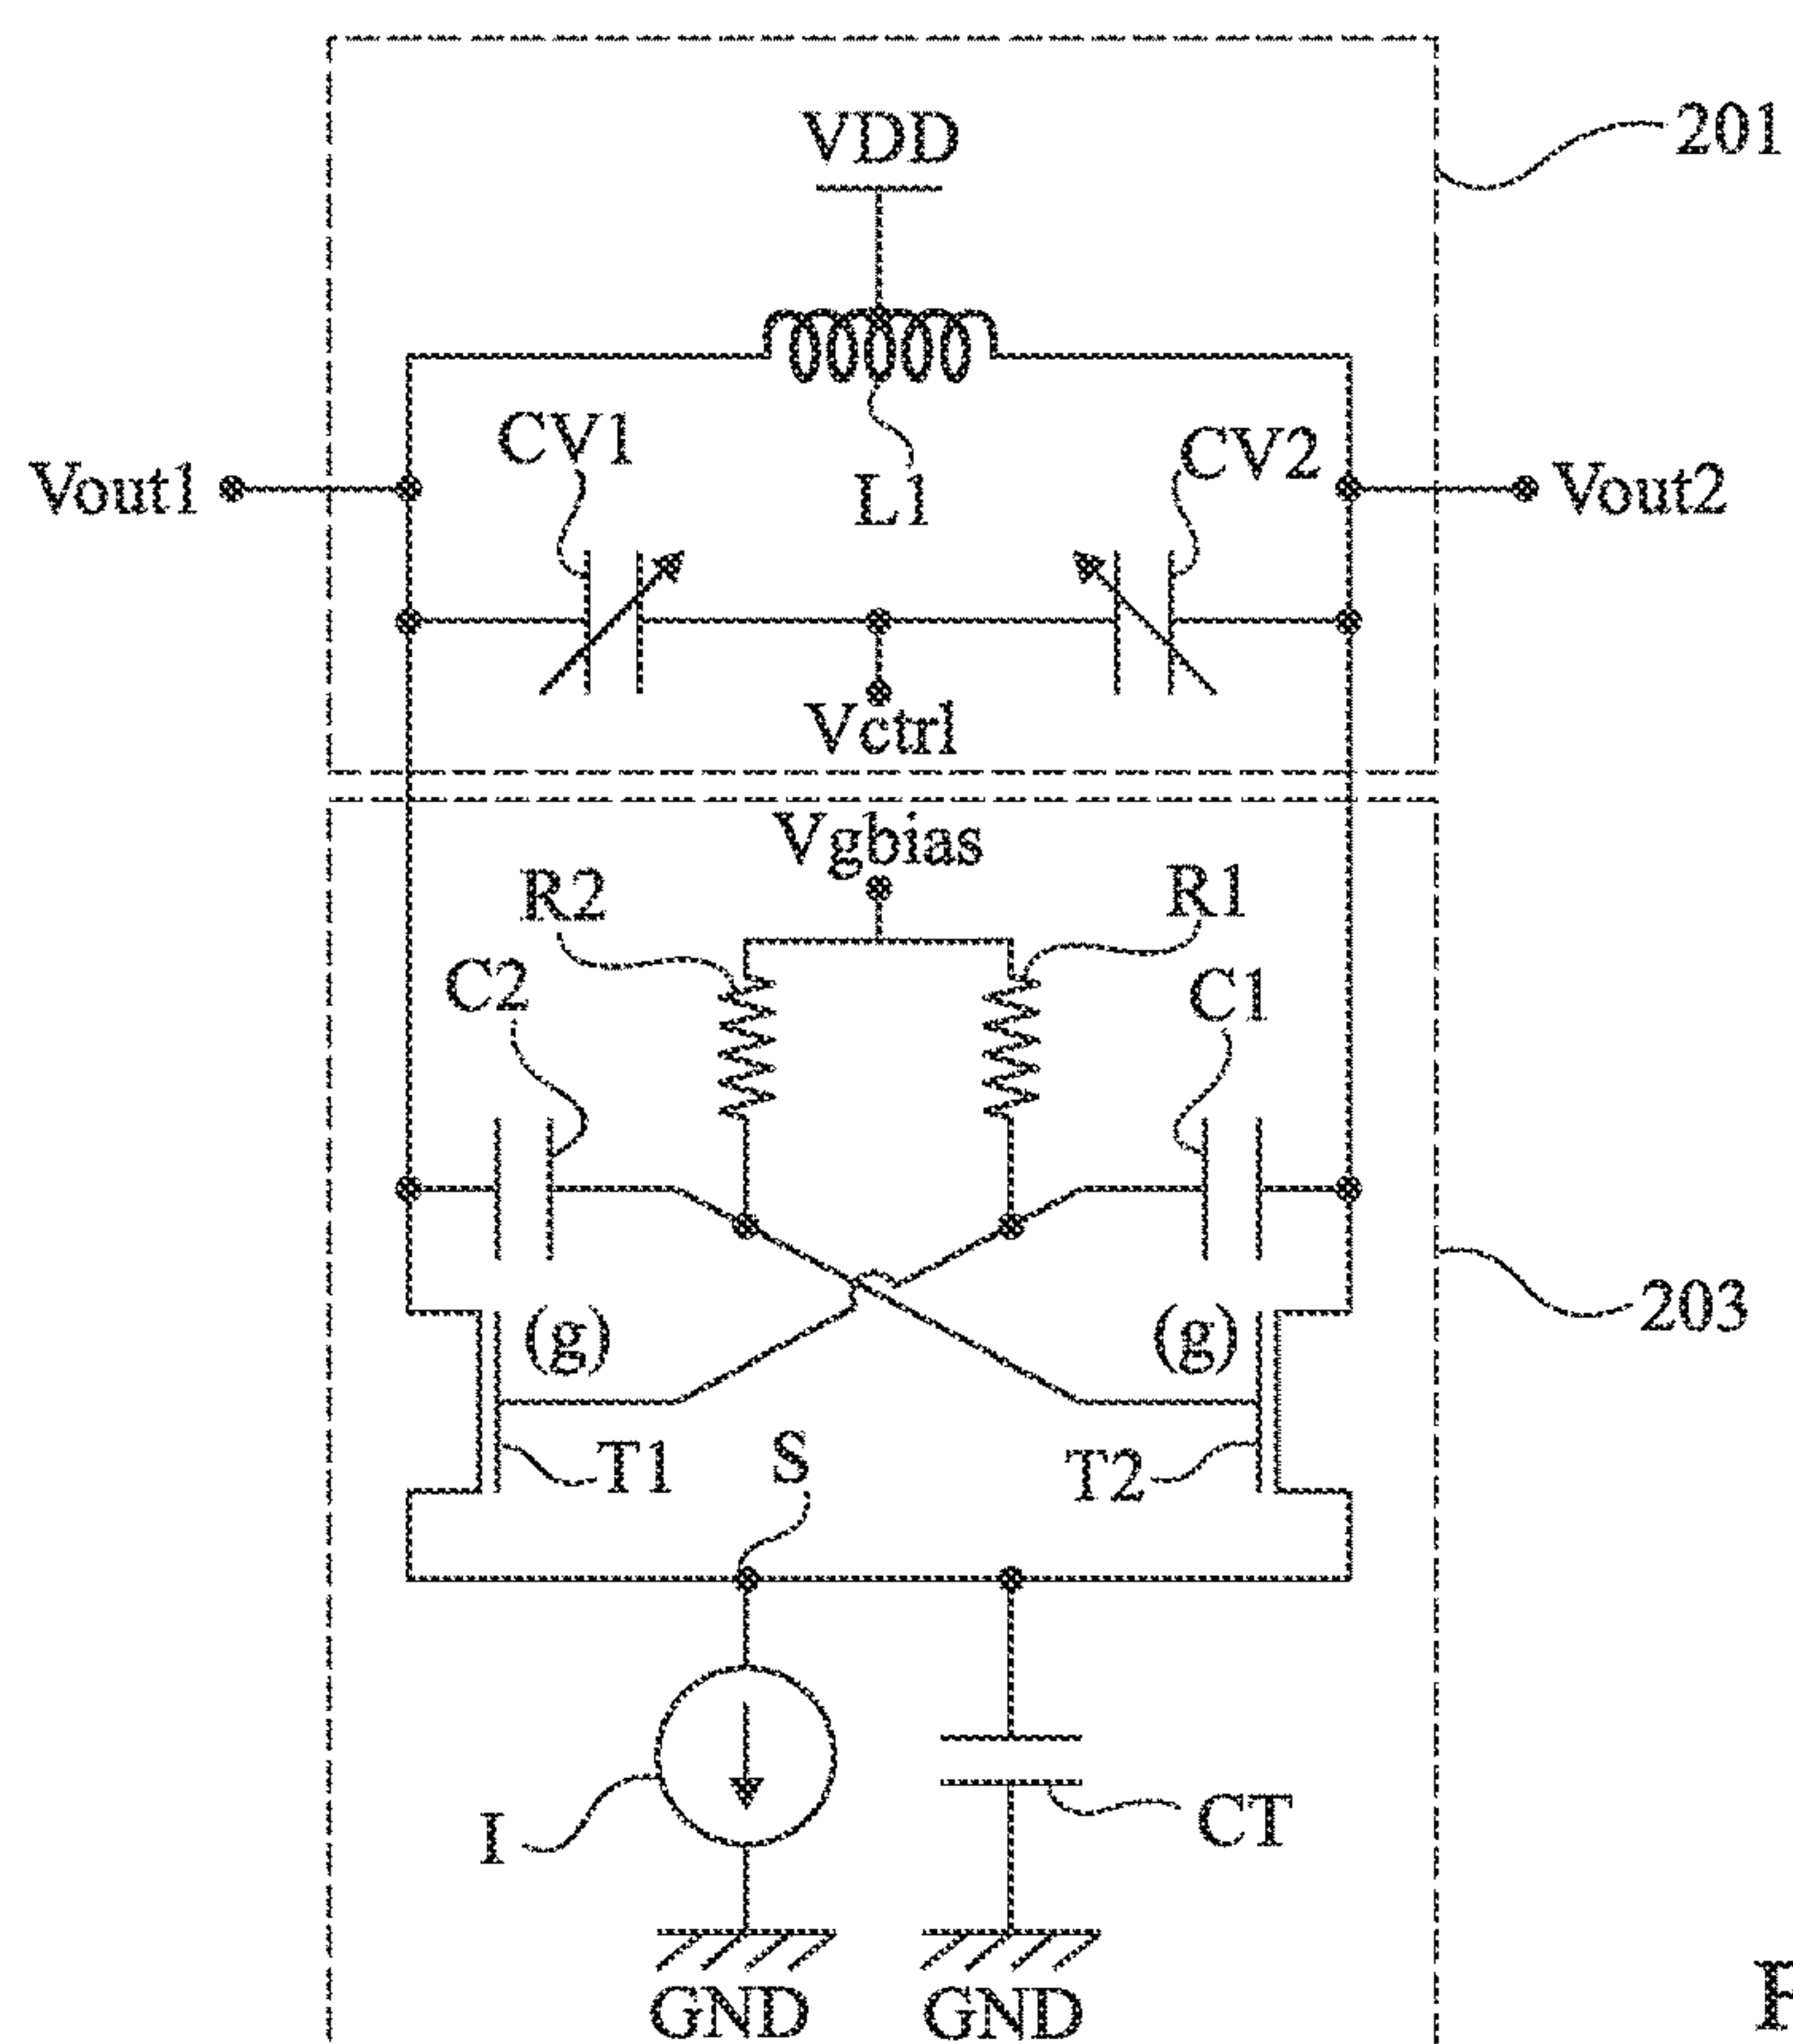 201
VDD
CV1
CV2
Vout1
L1
Vout2
Vctrl
Vgbias
R2
R1
C2
C1
(g)
(g)
203
T1
S
T2
I
CT
GND
GND